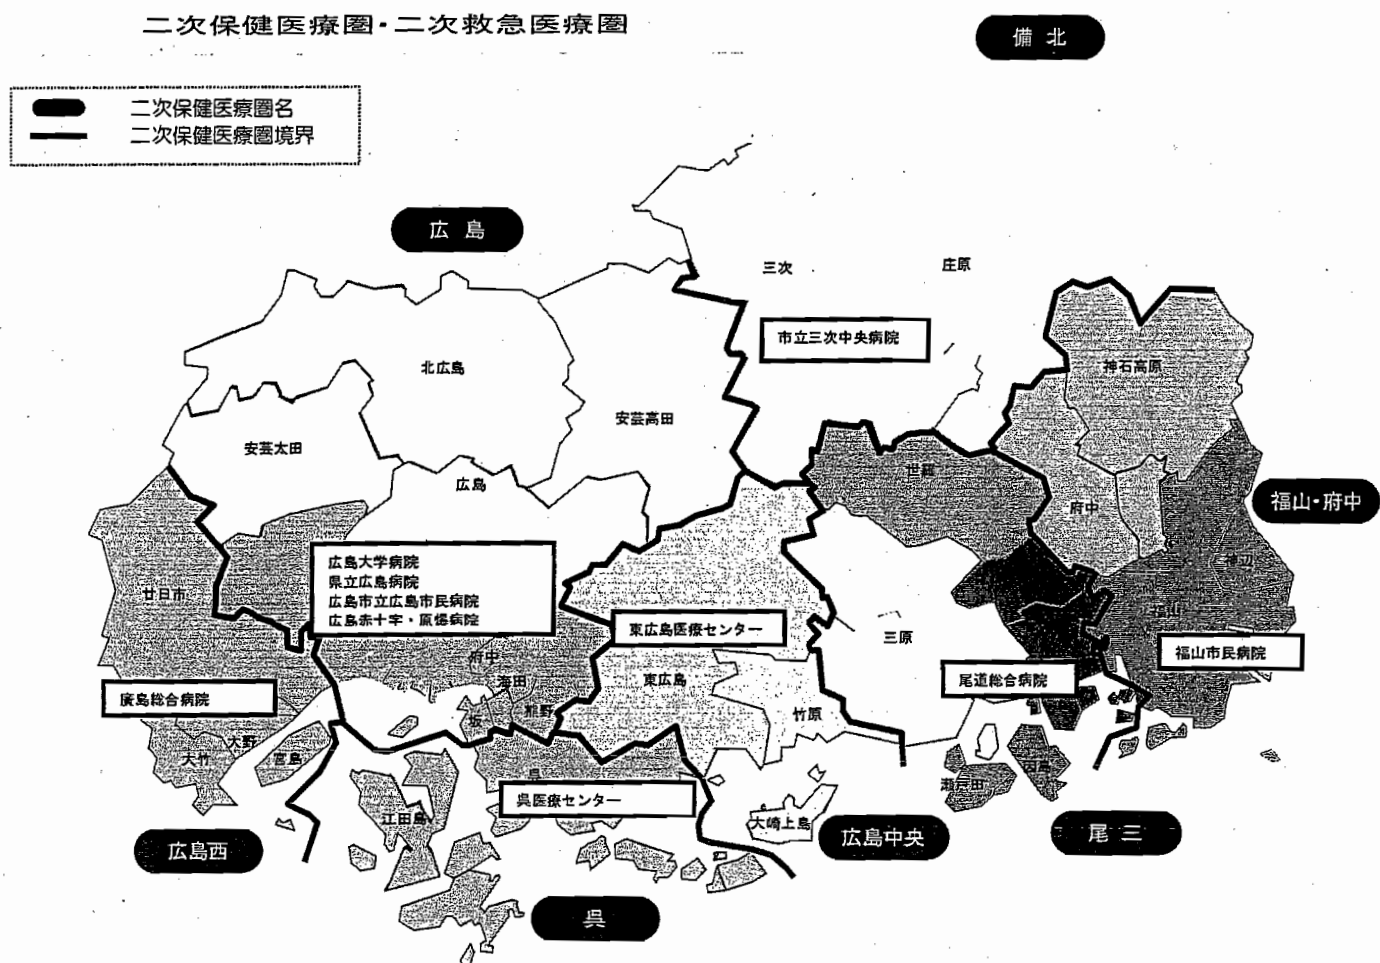 二次保健医療圏・二次救急医療圏
備 北
二次保健医療圏名
二次保健医療圏境界
広 島
三次
庄原
市立三次中央病院
神石高原
北広島
安芸高田
安芸太田
世羅
広島
府中
福山・府中
広島大学病院
県立広島病院
広島市立広島市民病院
広島赤十字・原爆病院
神辺
廿日市
福山
東広島医療センター
三原
福山市民病院
府中
海田
東広島
尾道総合病院
廣島総合病院
坂
熊野
竹原
大野
大竹
宮島
呉
因島
瀬戸田
呉医療センター
江田島
大崎上島
広島西
広島中央
尾 三
呉